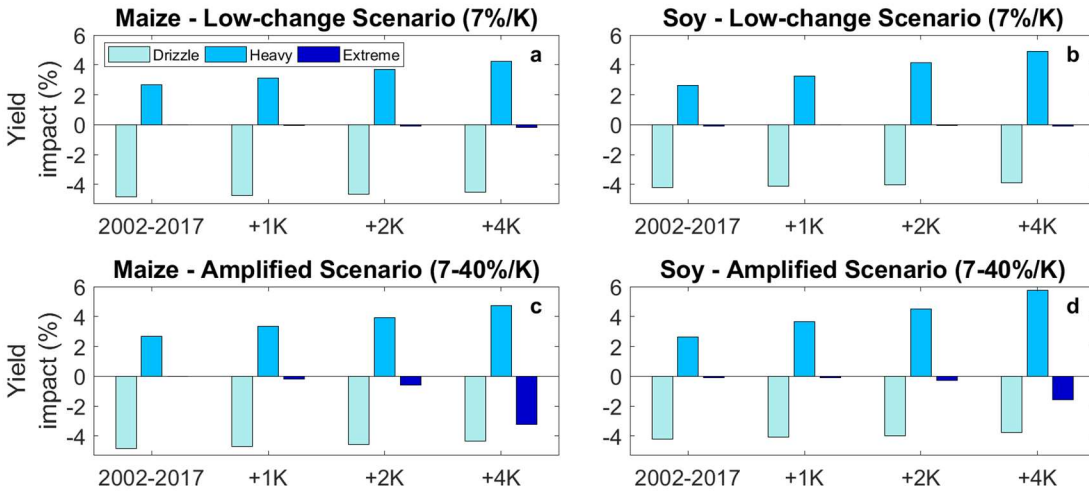 Maize - Low-change Scenario (7%/K)
Yield
impact (%)
6
4
2
0
-2
-4
Drizzle Heavy Extreme
a
2002-2017 +1K +2K +4K
Soy - Low-change Scenario (7%/K)
6
4
2
0
-2
-4
b
2002-2017 +1K +2K +4K
Maize - Amplified Scenario (7-40%/K)
Yield
impact (%)
6
4
2
0
-2
-4
c
2002-2017 +1K +2K +4K
Soy - Amplified Scenario (7-40%/K)
6
4
2
0
-2
-4
d
2002-2017 +1K +2K +4K